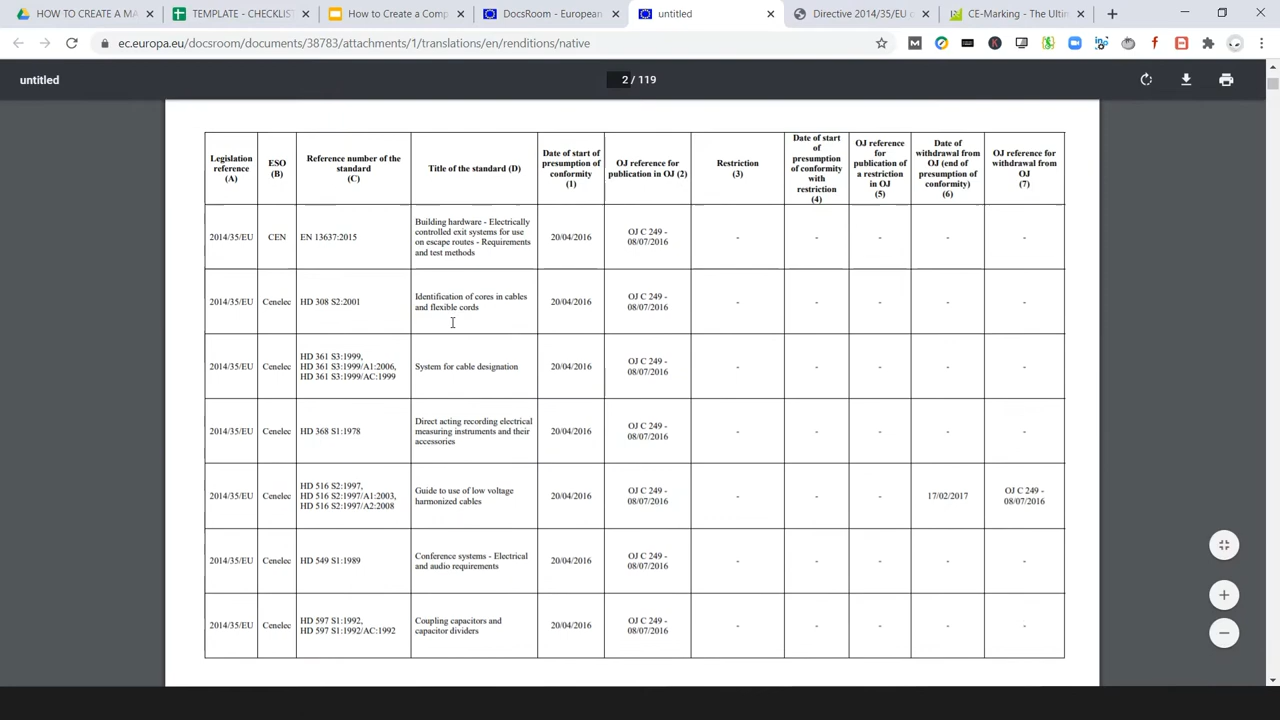 HOW TO CREATE A MA
TEMPLATE - CHECKLIST
How to Create a Comp
DocsRoom - European
untitled
Directive 2014/35/EU c
CE-Marking - The Ultin
ec.europa.eu/docsroom/documents/38783/attachments/1/translations/en/renditions/native
untitled
2 / 119
Legislation
reference
(A)
ESO
(B)
Reference number of the
standard
(C)
Title of the standard (D)
Date of start of
presumption of
conformity
(1)
OJ reference for
publication in OJ (2)
Restriction
(3)
Date of start
of
presumption
of conformity
with
restriction
(4)
OJ reference
for
publication of
a restriction
in OJ
(5)
Date of
withdrawal from
OJ (end of
presumption of
conformity)
(6)
OJ reference for
withdrawal from
OJ
(7)
2014/35/EU
CEN
EN 13637:2015
Building hardware - Electrically
controlled exit systems for use
on escape routes - Requirements
and test methods
20/04/2016
OJ C 249 -
08/07/2016
-
-
-
-
-
2014/35/EU
Cenelec
HD 308 S2:2001
Identification of cores in cables
and flexible cords
20/04/2016
OJ C 249 -
08/07/2016
-
-
-
-
-
2014/35/EU
Cenelec
HD 361 S3:1999,
HD 361 S3:1999/A1:2006,
HD 361 S3:1999/AC:1999
System for cable designation
20/04/2016
OJ C 249 -
08/07/2016
-
-
-
-
-
2014/35/EU
Cenelec
HD 368 S1:1978
Direct acting recording electrical
measuring instruments and their
accessories
20/04/2016
OJ C 249 -
08/07/2016
-
-
-
-
-
2014/35/EU
Cenelec
HD 516 S2:1997,
HD 516 S2:1997/A1:2003,
HD 516 S2:1997/A2:2008
Guide to use of low voltage
harmonized cables
20/04/2016
OJ C 249 -
08/07/2016
-
-
-
17/02/2017
OJ C 249 -
08/07/2016
2014/35/EU
Cenelec
HD 549 S1:1989
Conference systems - Electrical
and audio requirements
20/04/2016
OJ C 249 -
08/07/2016
-
-
-
-
-
2014/35/EU
Cenelec
HD 597 S1:1992,
HD 597 S1:1992/AC:1992
Coupling capacitors and
capacitor dividers
20/04/2016
OJ C 249 -
08/07/2016
-
-
-
-
-